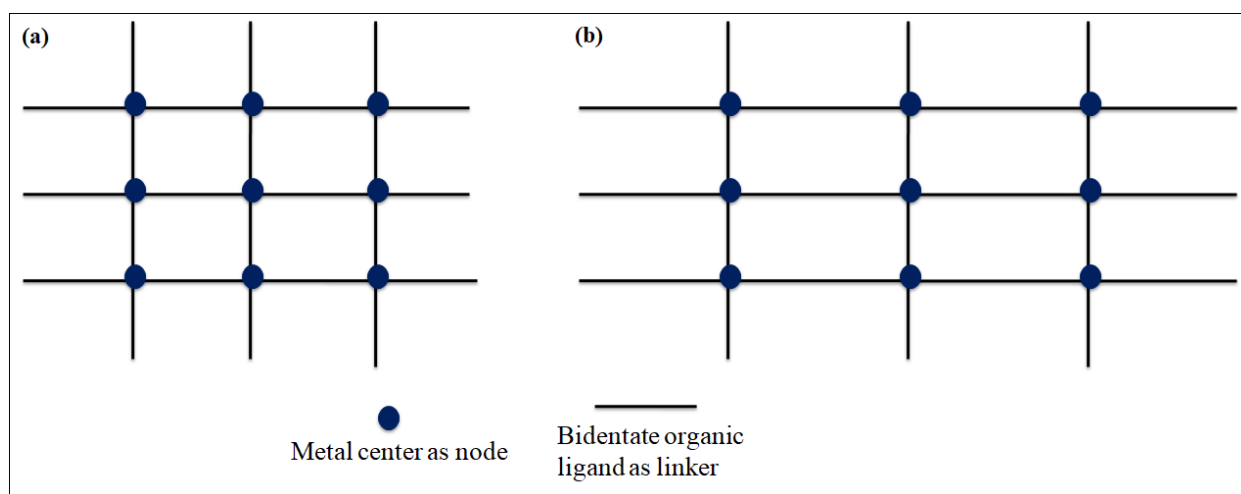 (a)
(b)
Metal center as node
Bidentate organic
ligand as linker